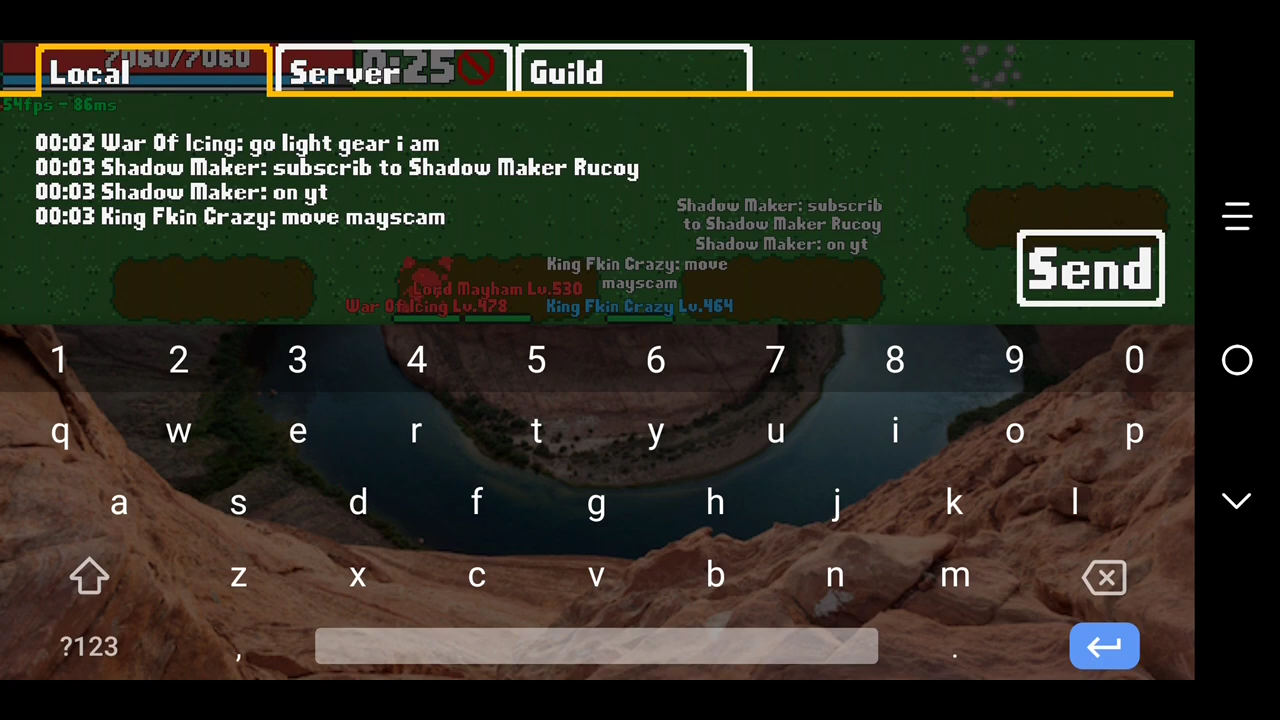 7060/7060
Local
Server
0:25
Guild
54fps - 86ms
00:02 War Of Icing: go light gear i am
00:03 Shadow Maker: subscrib to Shadow Maker Rucoy
00:03 Shadow Maker: on yt
00:03 King Fkin Crazy: move mayscam
Shadow Maker: subscrib
to Shadow Maker Rucoy
Shadow Maker: on yt
King Fkin Crazy: move
mayscam
Send
Lord Mayham Lv.530
War Of Icing Lv.478
King Fkin Crazy Lv.464
1 2 3 4 5 6 7 8 9 0
q w e r t y u i o p
a s d f g h j k l
z x c v b n m
?123 , .